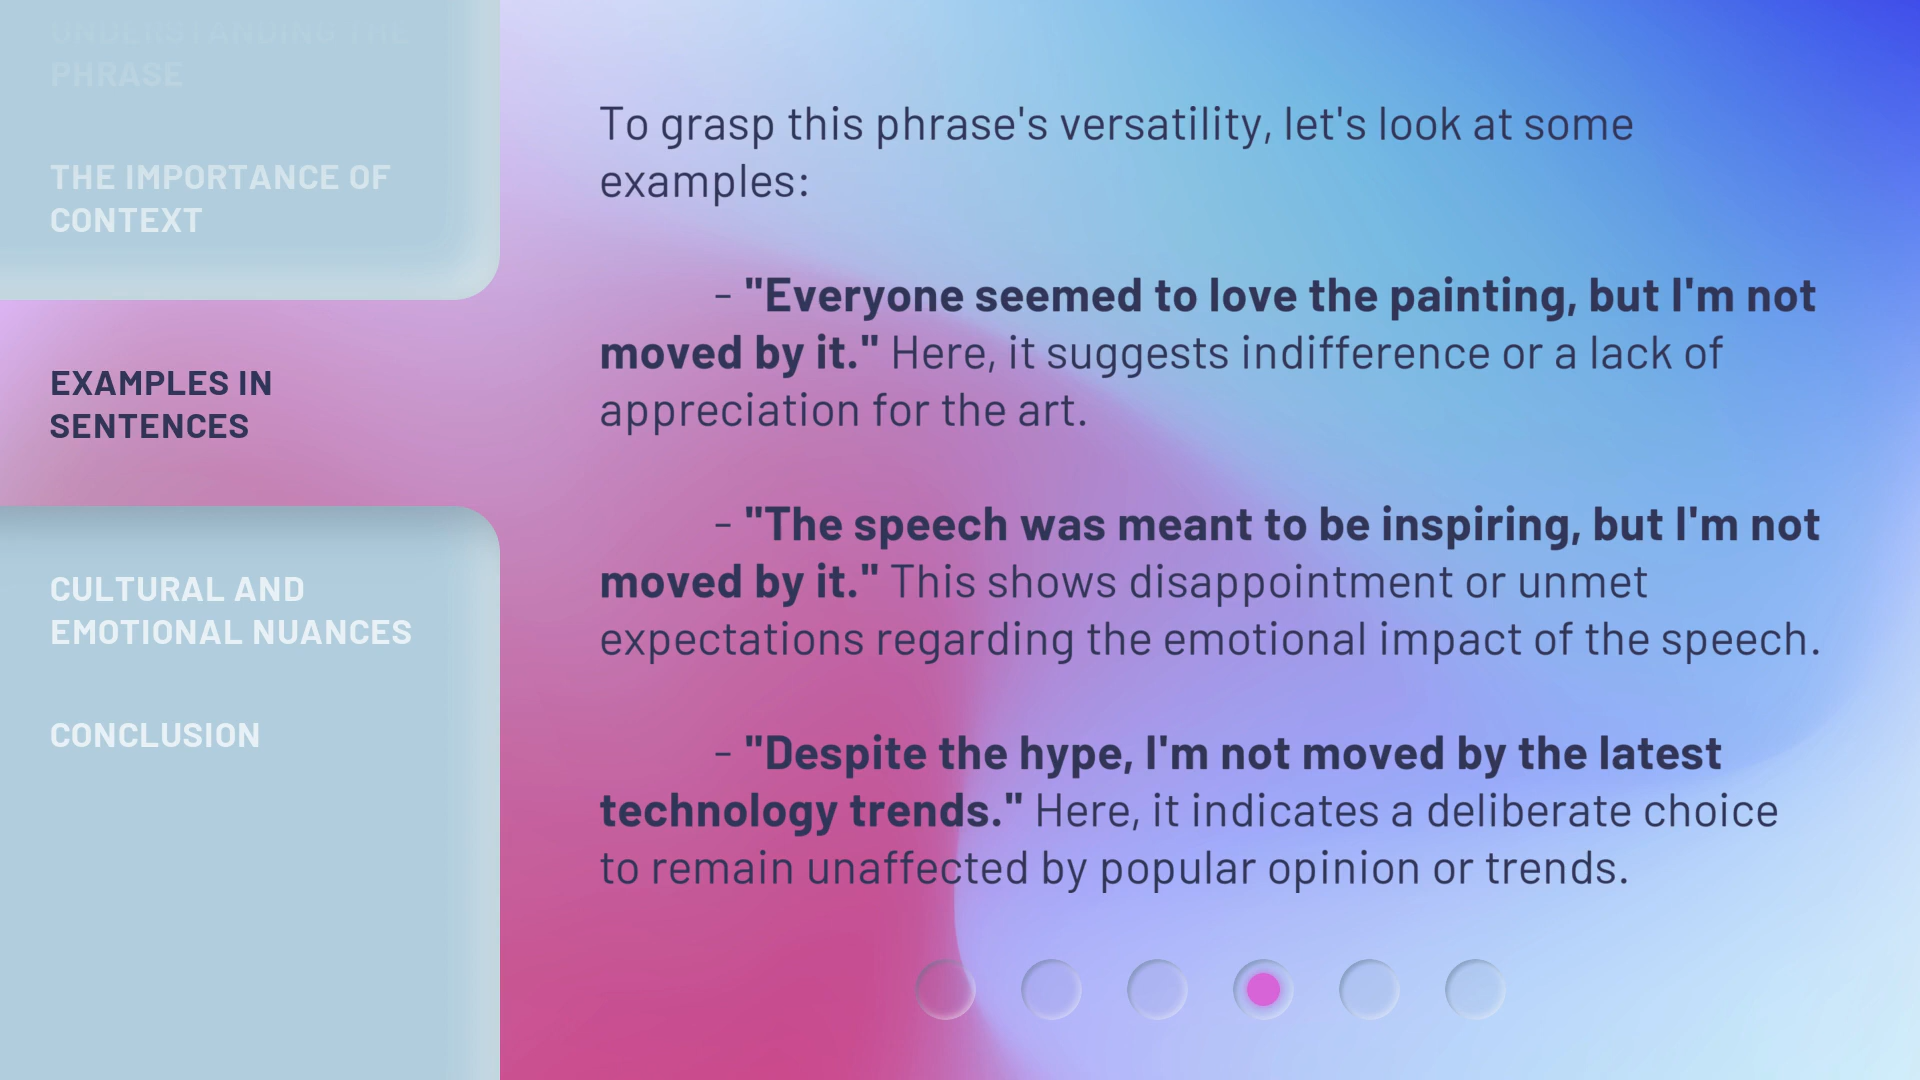 UNDERSTANDING THE
PHRASE
THE IMPORTANCE OF
CONTEXT
EXAMPLES IN
SENTENCES
CULTURAL AND
EMOTIONAL NUANCES
CONCLUSION
To grasp this phrase's versatility, let's look at some
examples:
- "Everyone seemed to love the painting, but I'm not
moved by it." Here, it suggests indifference or a lack of
appreciation for the art.
- "The speech was meant to be inspiring, but I'm not
moved by it." This shows disappointment or unmet
expectations regarding the emotional impact of the speech.
- "Despite the hype, I'm not moved by the latest
technology trends." Here, it indicates a deliberate choice
to remain unaffected by popular opinion or trends.